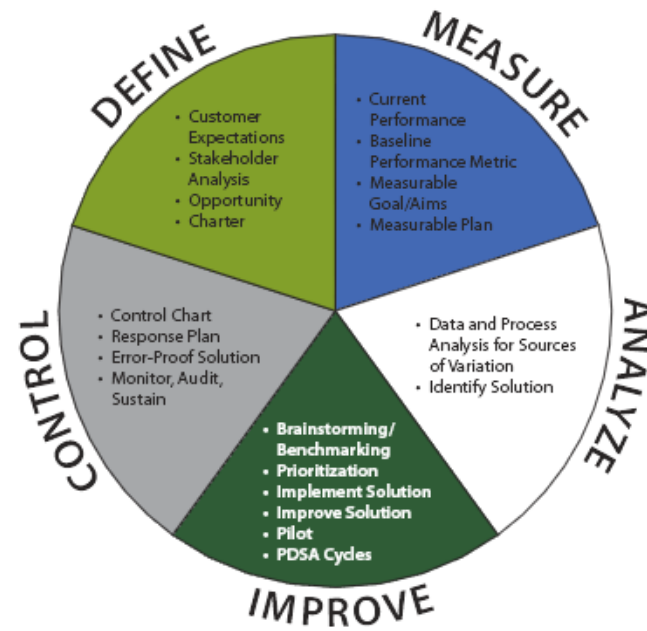 DEFINE
• Customer
Expectations
• Stakeholder
Analysis
• Opportunity
• Charter
MEASURE
• Current
Performance
• Baseline
Performance Metric
• Measurable
Goal/Aims
• Measurable Plan
ANALYZE
• Data and Process
Analysis for Sources
of Variation
• Identify Solution
IMPROVE
• Brainstorming/
Benchmarking
• Prioritization
• Implement Solution
• Improve Solution
• Pilot
• PDSA Cycles
CONTROL
• Control Chart
• Response Plan
• Error-Proof Solution
• Monitor, Audit,
Sustain